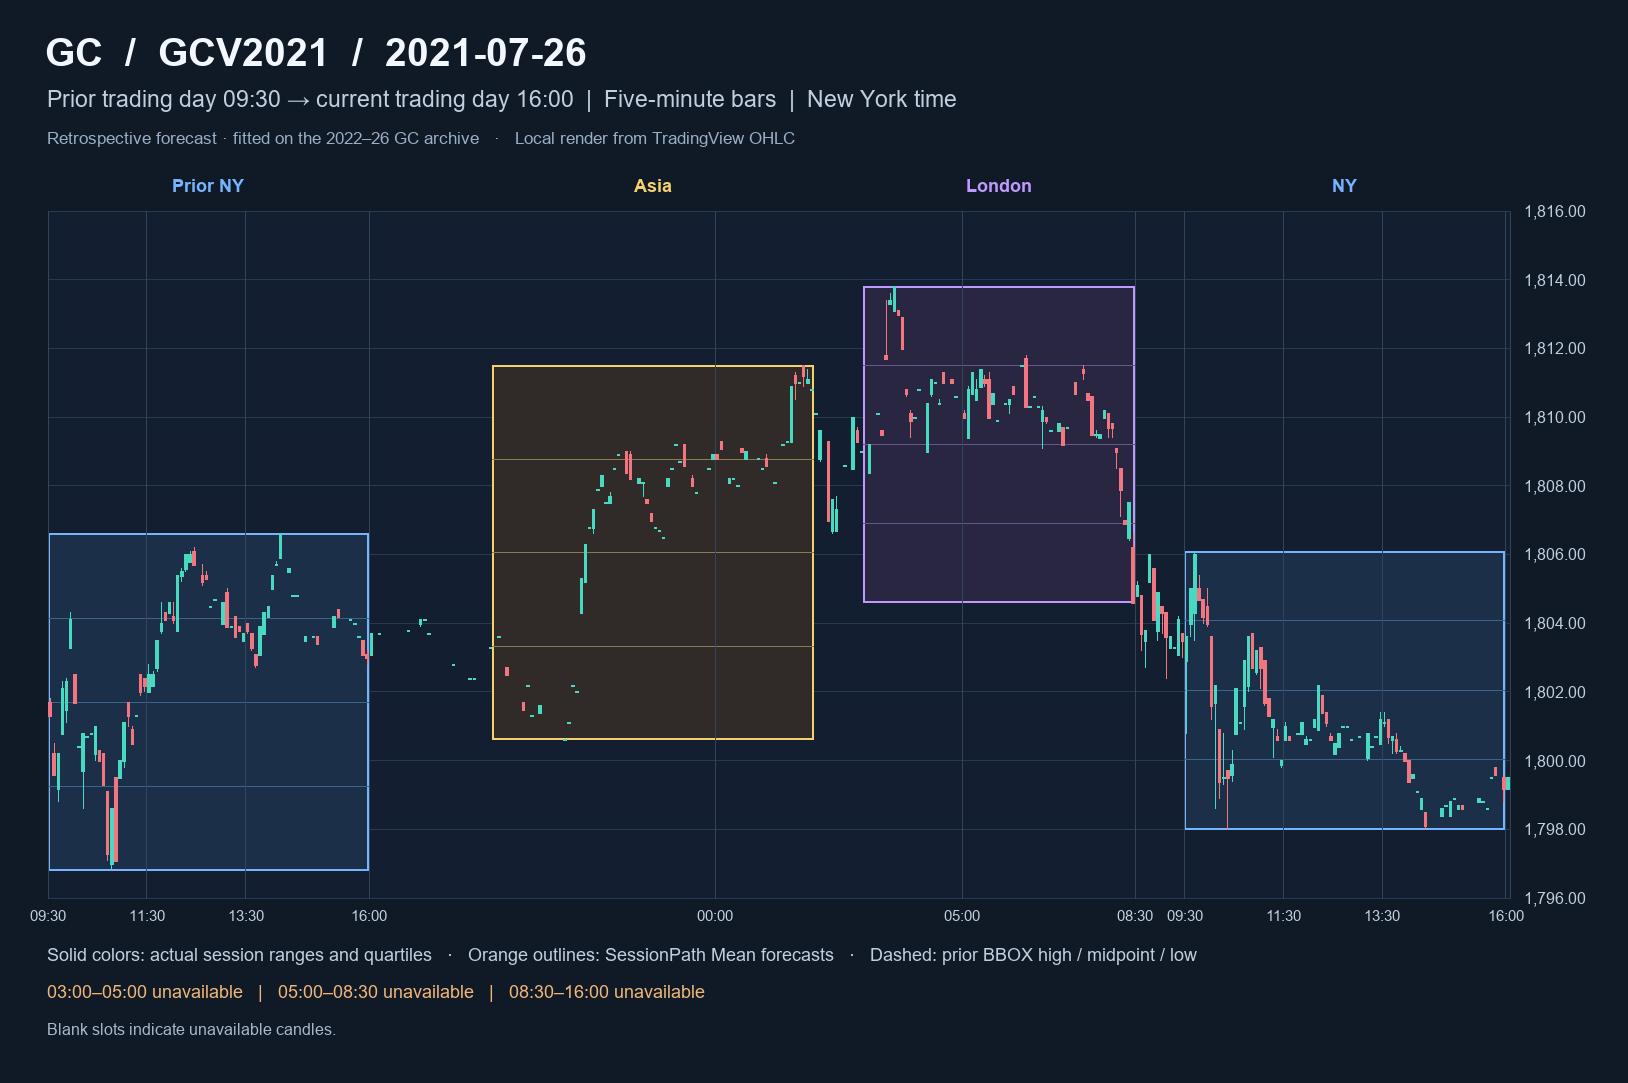 GC / GCV2021 / 2021-07-26
Prior trading day 09:30 → current trading day 16:00 | Five-minute bars | New York time
Retrospective forecast · fitted on the 2022–26 GC archive · Local render from TradingView OHLC
Prior NY
Asia
London
NY
1,816.00
1,814.00
1,812.00
1,810.00
1,808.00
1,806.00
1,804.00
1,802.00
1,800.00
1,798.00
1,796.00
09:30 11:30 13:30 16:00 00:00 05:00 08:30 09:30 11:30 13:30 16:00
Solid colors: actual session ranges and quartiles · Orange outlines: SessionPath Mean forecasts · Dashed: prior BBOX high / midpoint / low
03:00–05:00 unavailable | 05:00–08:30 unavailable | 08:30–16:00 unavailable
Blank slots indicate unavailable candles.